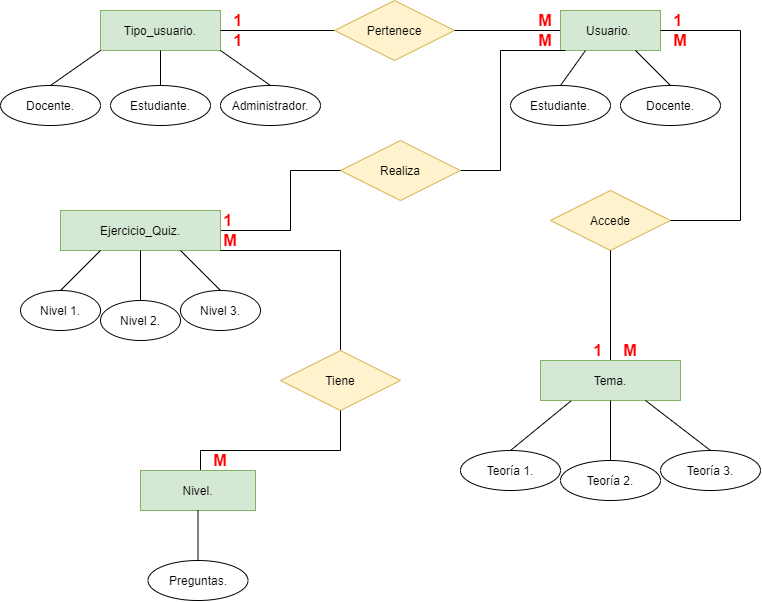 Tipo_usuario.
1
1
Pertenece
M
M
Usuario.
1
M
Docente.
Estudiante.
Administrador.
Estudiante.
Docente.
Realiza
Ejercicio_Quiz.
1
M
Accede
Nivel 1.
Nivel 2.
Nivel 3.
Tiene
1
M
Tema.
M
Nivel.
Teoría 1.
Teoría 2.
Teoría 3.
Preguntas.